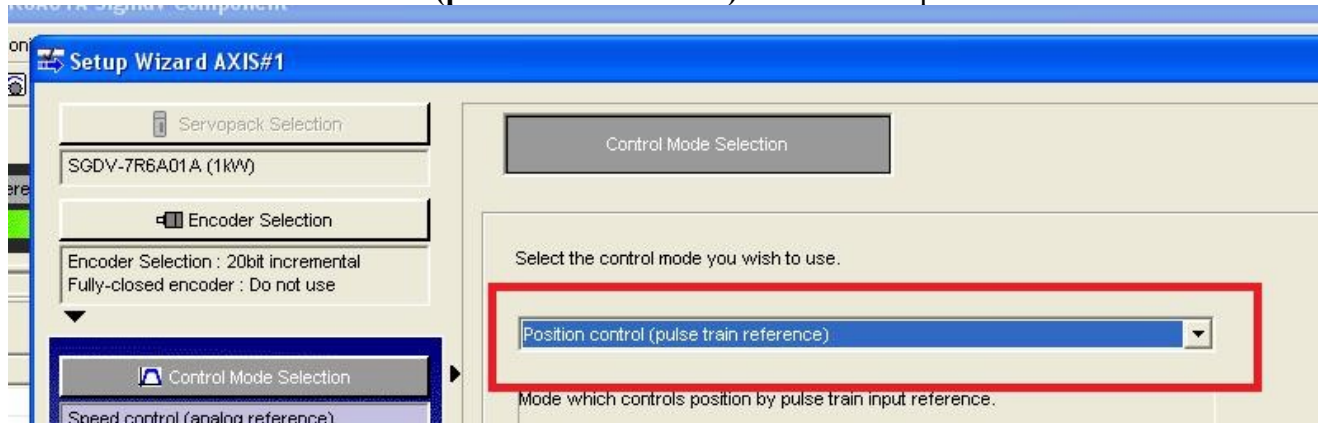 Setup Wizard AXIS#1
Servopack Selection
SGDV-7R6A01A (1kW)
Encoder Selection
Encoder Selection : 20bit incremental
Fully-closed encoder : Do not use
Control Mode Selection
Speed control (analog reference)
Control Mode Selection
Select the control mode you wish to use.
Position control (pulse train reference)
Mode which controls position by pulse train input reference.